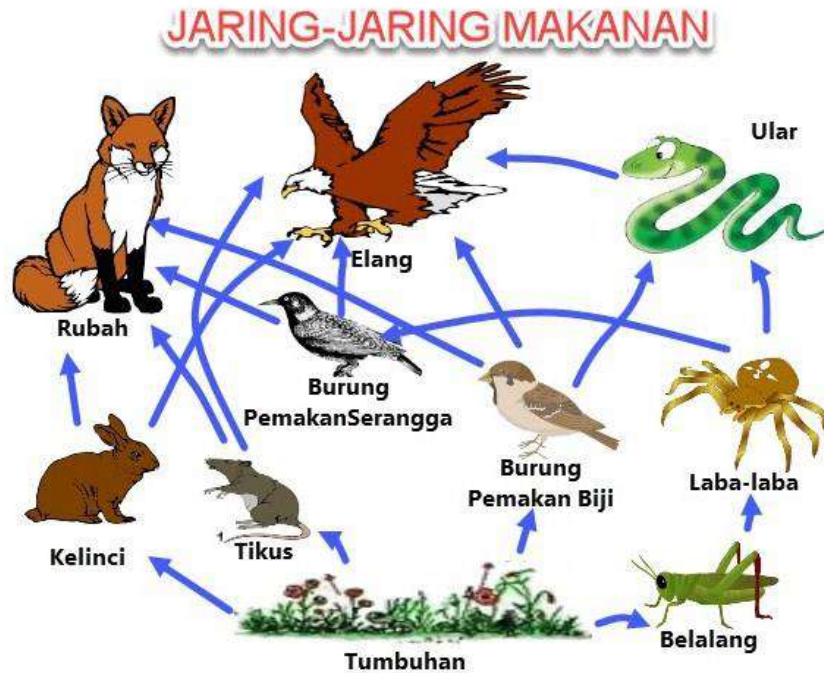 JARING-JARING MAKANAN
Ular
Elang
Rubah
Burung
PemakanSerangga
Burung
Pemakan Biji
Laba-laba
Kelinci
Tikus
Belalang
Tumbuhan